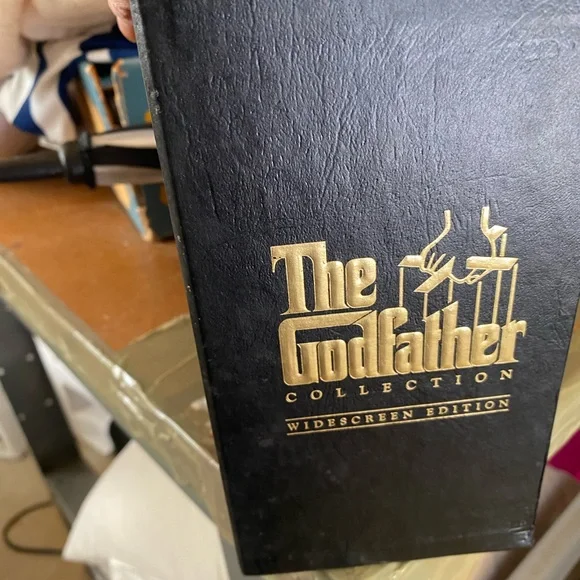 The
Godfather
COLLECTION
WIDESCREEN EDITION